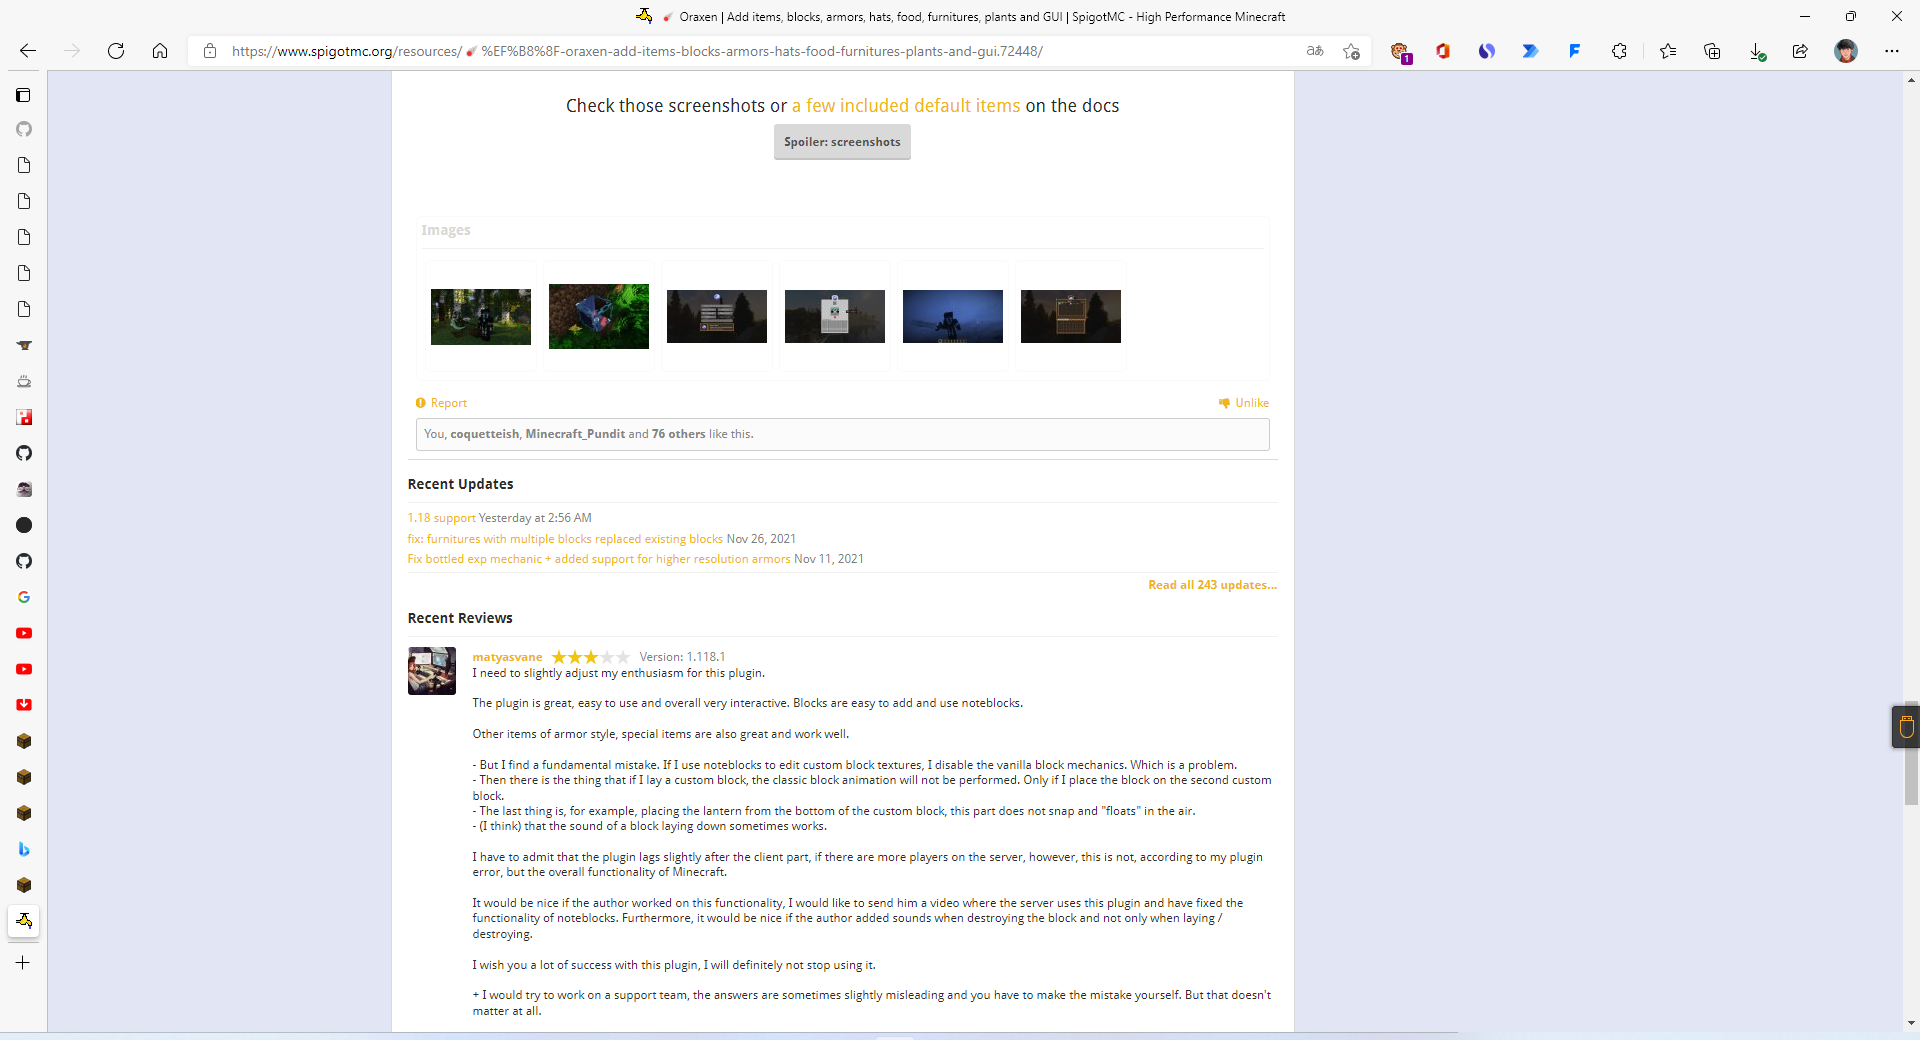 Oraxen | Add items, blocks, armors, hats, food, furnitures, plants and GUI | SpigotMC - High Performance Minecraft
https://www.spigotmc.org/resources/☄%EF%B8%8F-oraxen-add-items-blocks-armors-hats-food-furnitures-plants-and-gui.72448/
aあ
1
Check those screenshots or a few included default items on the docs
Spoiler: screenshots
Images
Report
Unlike
You, coquetteish, Minecraft_Pundit and 76 others like this.
Recent Updates
1.18 support Yesterday at 2:56 AM
fix: furnitures with multiple blocks replaced existing blocks Nov 26, 2021
Fix bottled exp mechanic + added support for higher resolution armors Nov 11, 2021
Read all 243 updates...
Recent Reviews
matyasvane Version: 1.118.1
I need to slightly adjust my enthusiasm for this plugin.
The plugin is great, easy to use and overall very interactive. Blocks are easy to add and use noteblocks.
Other items of armor style, special items are also great and work well.
- But I find a fundamental mistake. If I use noteblocks to edit custom block textures, I disable the vanilla block mechanics. Which is a problem.
- Then there is the thing that if I lay a custom block, the classic block animation will not be performed. Only if I place the block on the second custom
block.
- The last thing is, for example, placing the lantern from the bottom of the custom block, this part does not snap and "floats" in the air.
- (I think) that the sound of a block laying down sometimes works.
I have to admit that the plugin lags slightly after the client part, if there are more players on the server, however, this is not, according to my plugin
error, but the overall functionality of Minecraft.
It would be nice if the author worked on this functionality, I would like to send him a video where the server uses this plugin and have fixed the
functionality of noteblocks. Furthermore, it would be nice if the author added sounds when destroying the block and not only when laying /
destroying.
I wish you a lot of success with this plugin, I will definitely not stop using it.
+ I would try to work on a support team, the answers are sometimes slightly misleading and you have to make the mistake yourself. But that doesn't
matter at all.